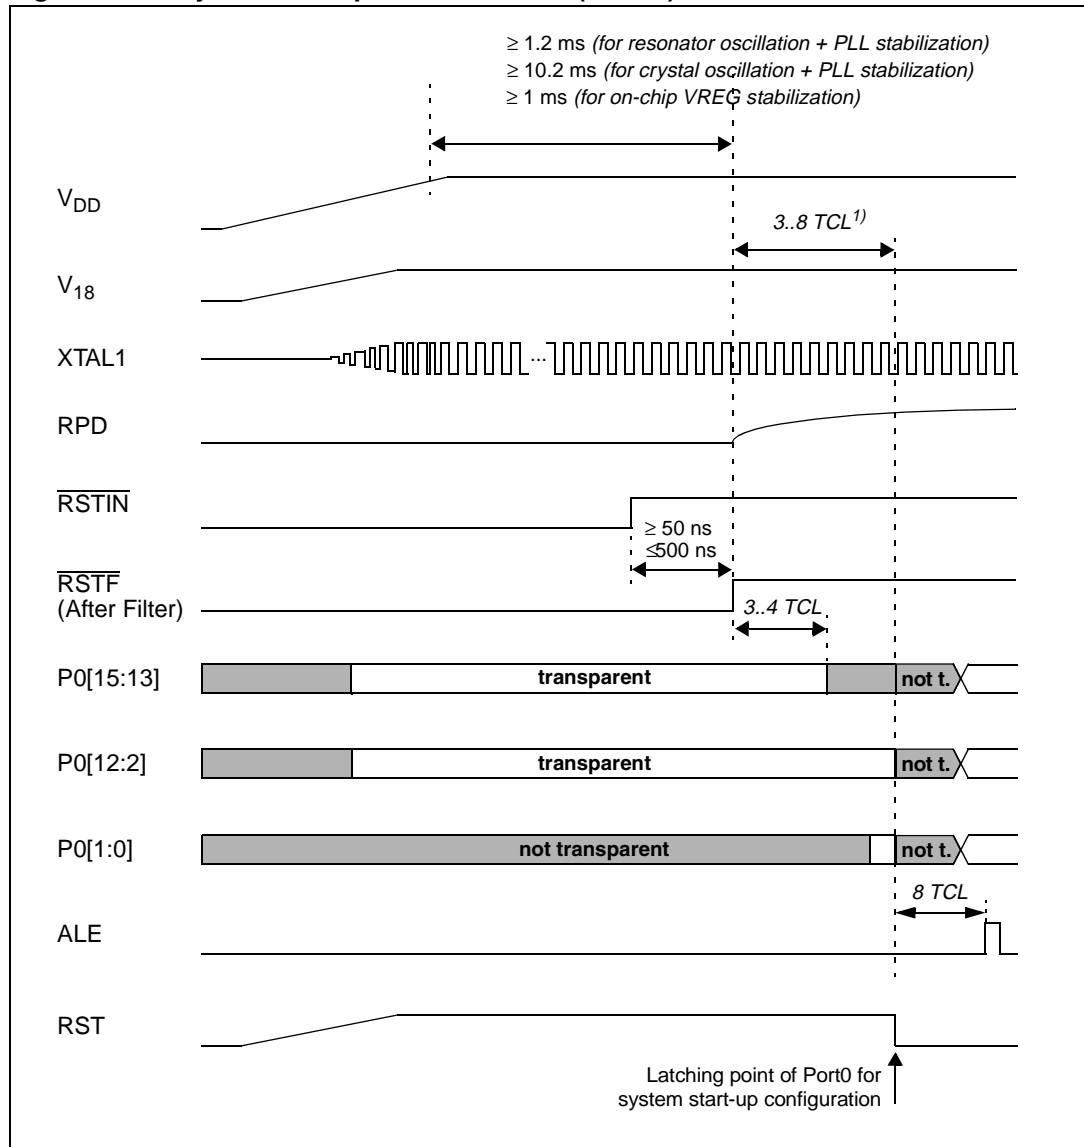 ≥ 1.2 ms (for resonator oscillation + PLL stabilization)
≥ 10.2 ms (for crystal oscillation + PLL stabilization)
≥ 1 ms (for on-chip VREG stabilization)
VDD
3..8 TCL1)
V18
XTAL1
...
RPD
RSTIN
≥ 50 ns
≤500 ns
RSTF
(After Filter)
3..4 TCL
P0[15:13] transparent not t.
P0[12:2] transparent not t.
P0[1:0] not transparent not t.
8 TCL
ALE
RST
Latching point of Port0 for
system start-up configuration